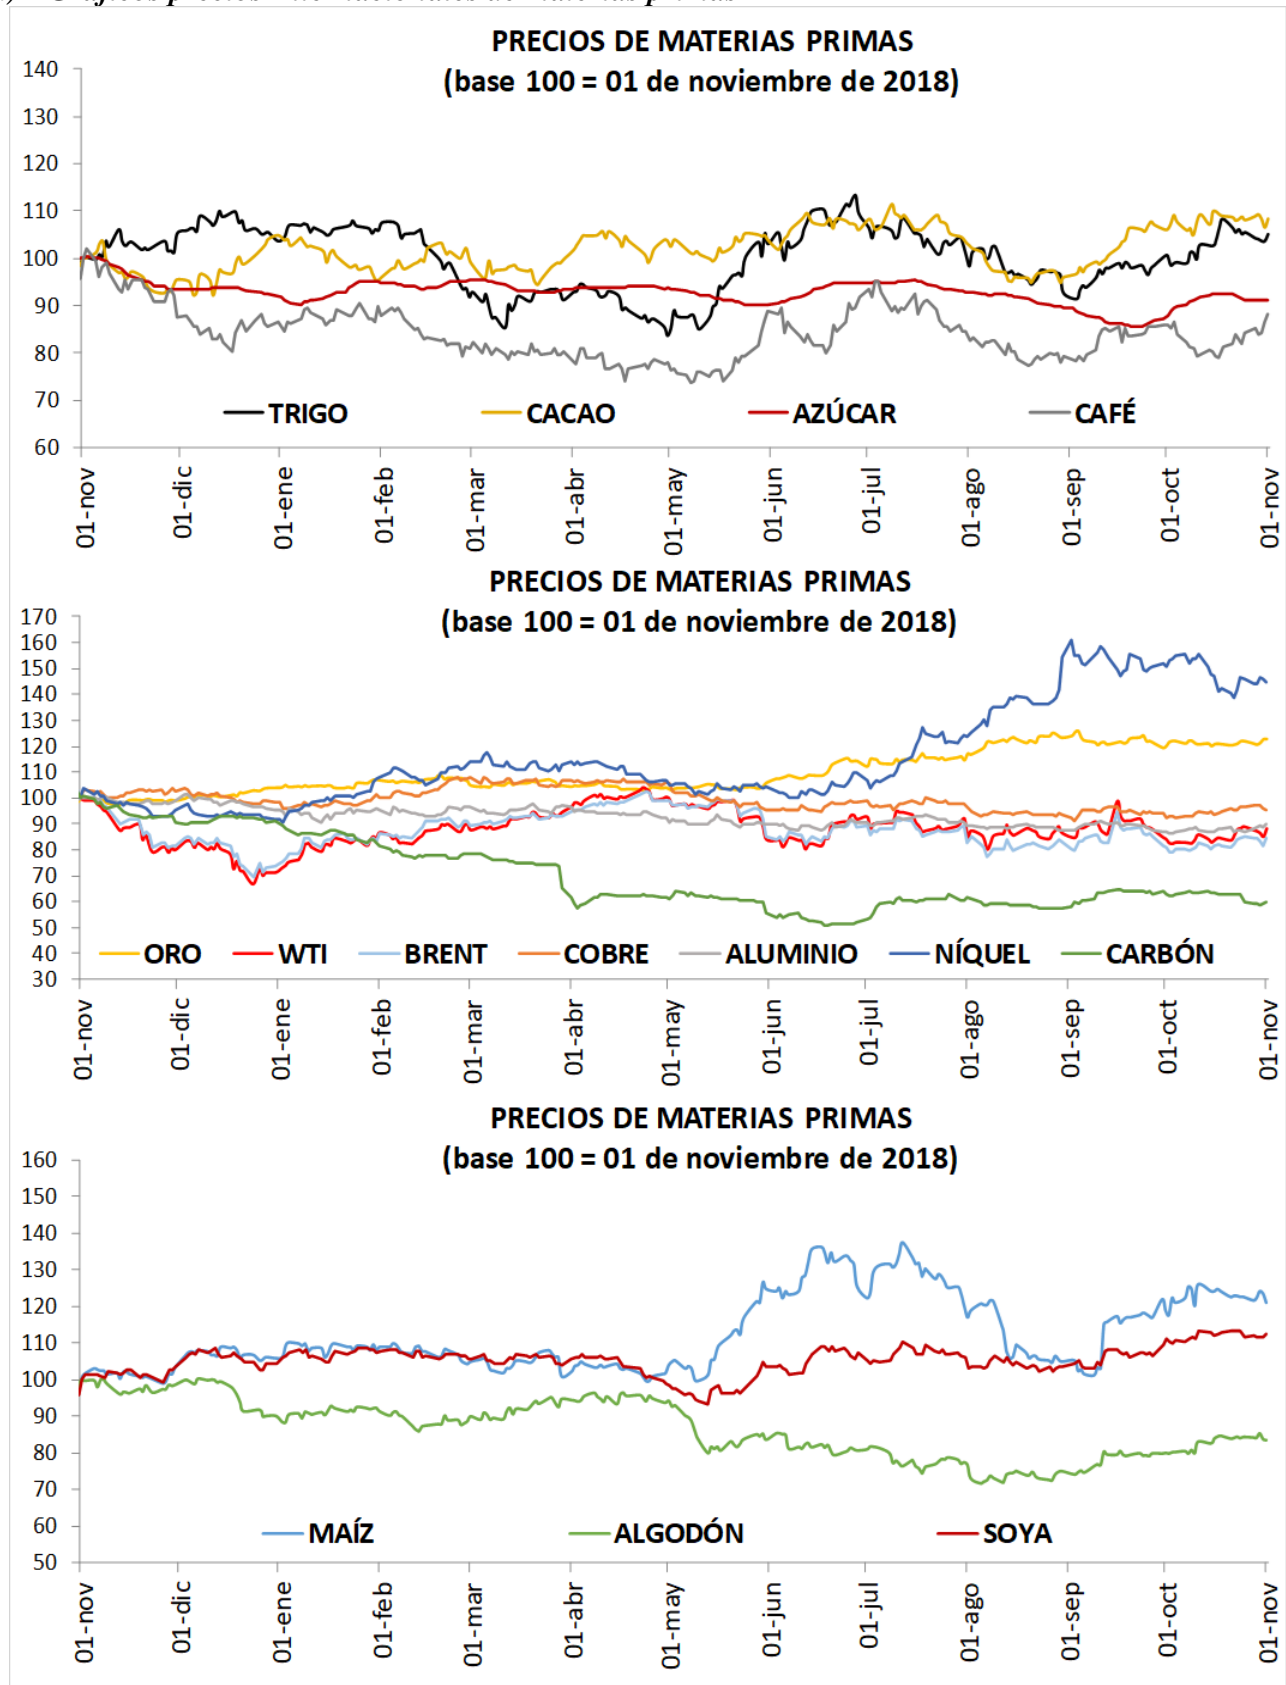 Gráficos precios internacionales de materias primas
PRECIOS DE MATERIAS PRIMAS
(base 100 = 01 de noviembre de 2018)
140
130
120
110
100
90
80
70
60
TRIGO CACAO AZÚCAR CAFÉ
01-nov 01-dic 01-ene 01-feb 01-mar 01-abr 01-may 01-jun 01-jul 01-ago 01-sep 01-oct 01-nov
PRECIOS DE MATERIAS PRIMAS
(base 100 = 01 de noviembre de 2018)
170
160
150
140
130
120
110
100
90
80
70
60
50
40
30
ORO WTI BRENT COBRE ALUMINIO NÍQUEL CARBÓN
01-nov 01-dic 01-ene 01-feb 01-mar 01-abr 01-may 01-jun 01-jul 01-ago 01-sep 01-oct 01-nov
PRECIOS DE MATERIAS PRIMAS
(base 100 = 01 de noviembre de 2018)
160
150
140
130
120
110
100
90
80
70
60
50
MAÍZ ALGODÓN SOYA
01-nov 01-dic 01-ene 01-feb 01-mar 01-abr 01-may 01-jun 01-jul 01-ago 01-sep 01-oct 01-nov